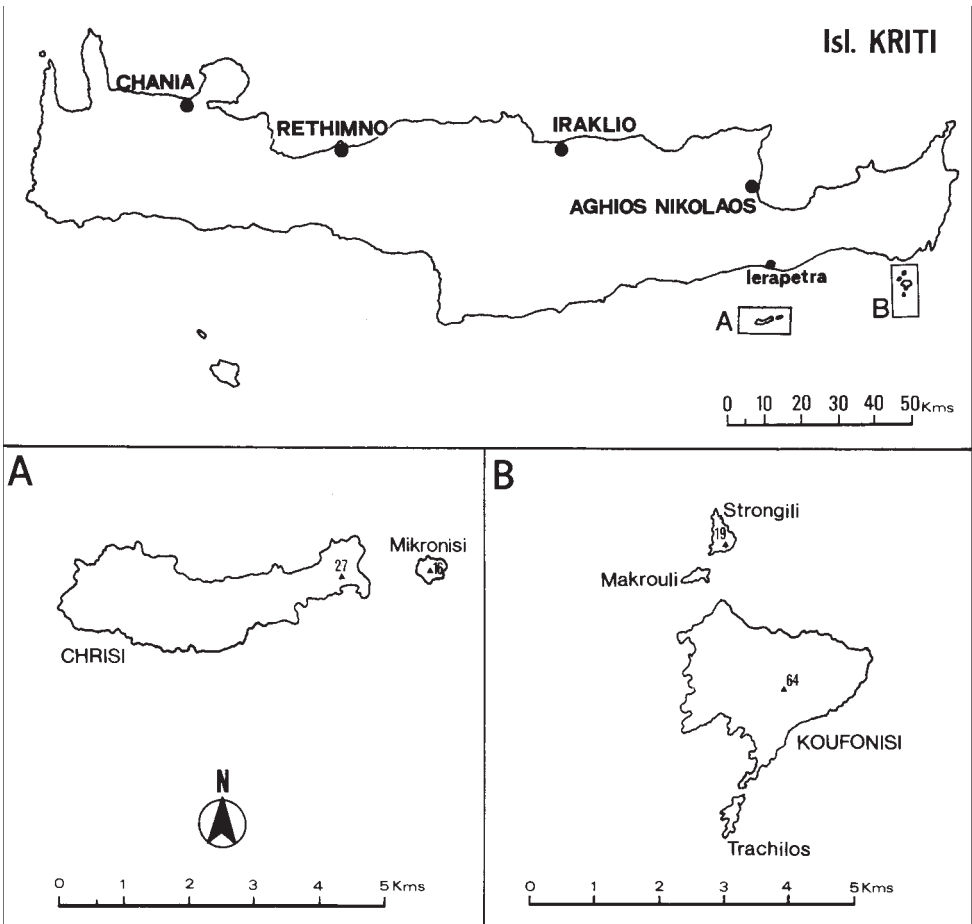 Isl. KRITI
CHANIA
RETHIMNO
IRAKLIO
AGHIOS NIKOLAOS
Ierapetra
A
B
0 10 20 30 40 50 Kms
A
Mikronisi
27
16
CHRISI
N
0 1 2 3 4 5 Kms
B
Strongili
19
Makrouli
64
KOUFONISI
Trachilos
0 1 2 3 4 5 Kms